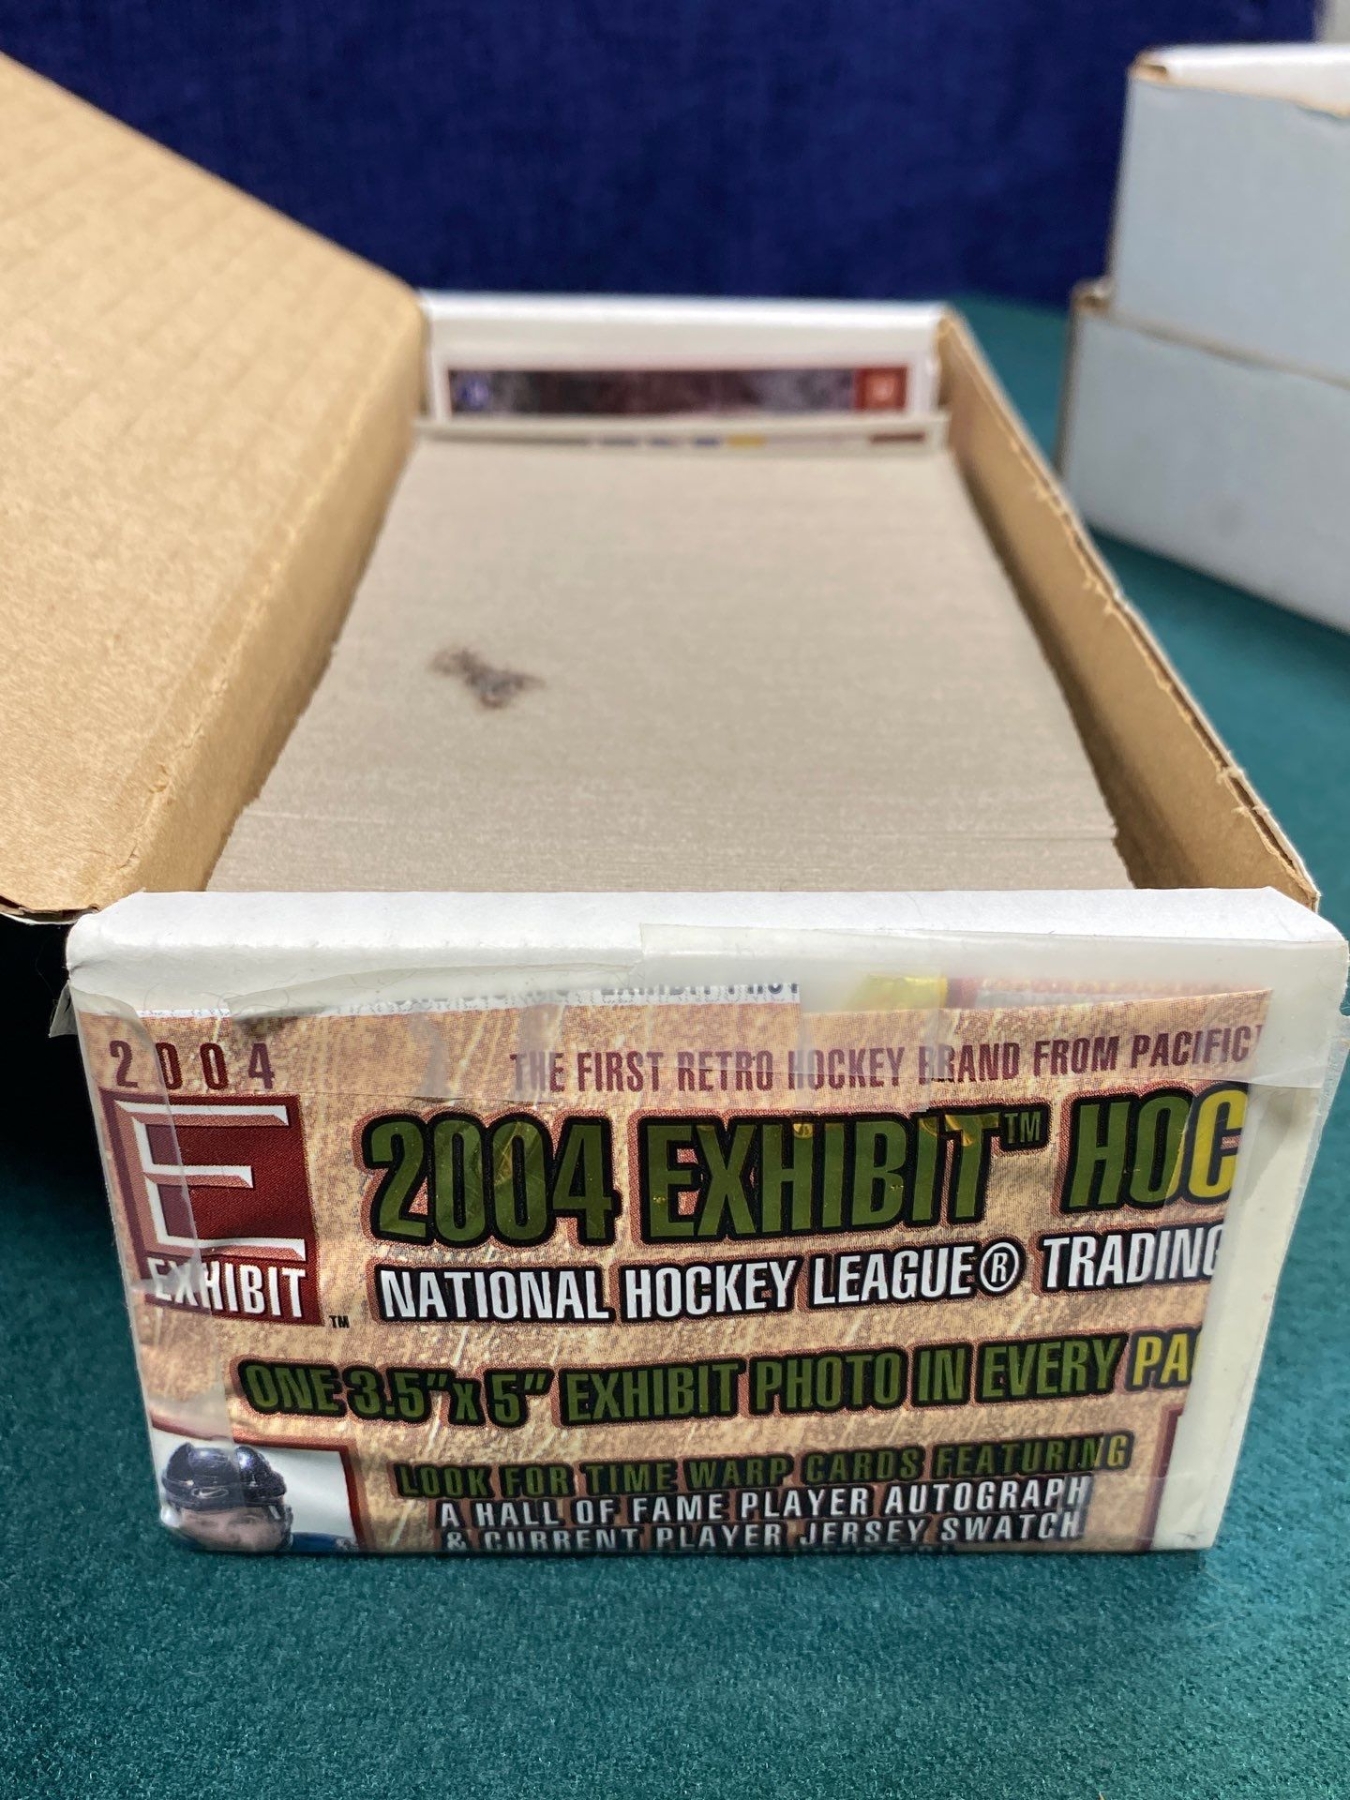 2004
THE FIRST RETRO HOCKEY BRAND FROM PACIFIC
E
EXHIBIT™
2004 EXHIBIT™ HOC
NATIONAL HOCKEY LEAGUE® TRADING
ONE 3.5"x 5" EXHIBIT PHOTO IN EVERY PA
LOOK FOR TIME WARP CARDS FEATURING
A HALL OF FAME PLAYER AUTOGRAPH
& CURRENT PLAYER JERSEY SWATCH